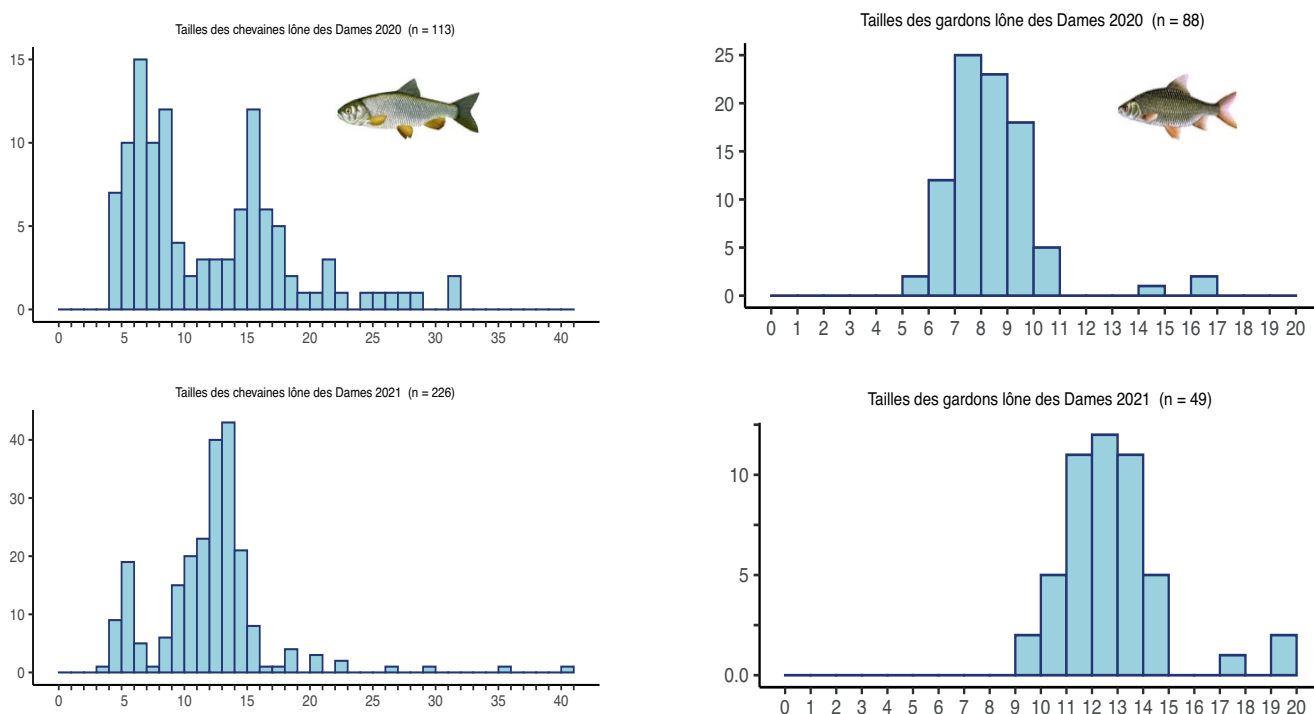 Tailles des chevaines lône des Dames 2020 (n = 113)
15
10
5
0
0 5 10 15 20 25 30 35 40
Tailles des gardons lône des Dames 2020 (n = 88)
25
20
15
10
5
0
0 1 2 3 4 5 6 7 8 9 10 11 12 13 14 15 16 17 18 19 20
Tailles des chevaines lône des Dames 2021 (n = 226)
40
30
20
10
0
0 5 10 15 20 25 30 35 40
Tailles des gardons lône des Dames 2021 (n = 49)
10
5
0.0
0 1 2 3 4 5 6 7 8 9 10 11 12 13 14 15 16 17 18 19 20